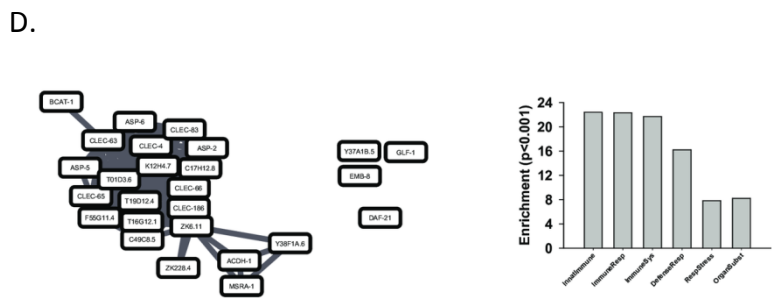 D.
BCAT-1
ASP-6
CLEC-83
CLEC-63
CLEC-4
ASP-2
ASP-5
K12H4.7
C17H12.8
T01D3.6
CLEC-66
CLEC-65
T19D12.4
CLEC-186
F55G11.4
T16G12.1
ZK6.11
C49C8.5
Y38F1A.6
ACDH-1
ZK228.4
MSRA-1
Y37A1B.5
GLF-1
EMB-8
DAF-21
Enrichment (p<0.001)
24
20
16
12
8
4
0
InnatImmune
ImmuneResp
ImmuneSys
DefenseResp
RespStress
OrganSubst